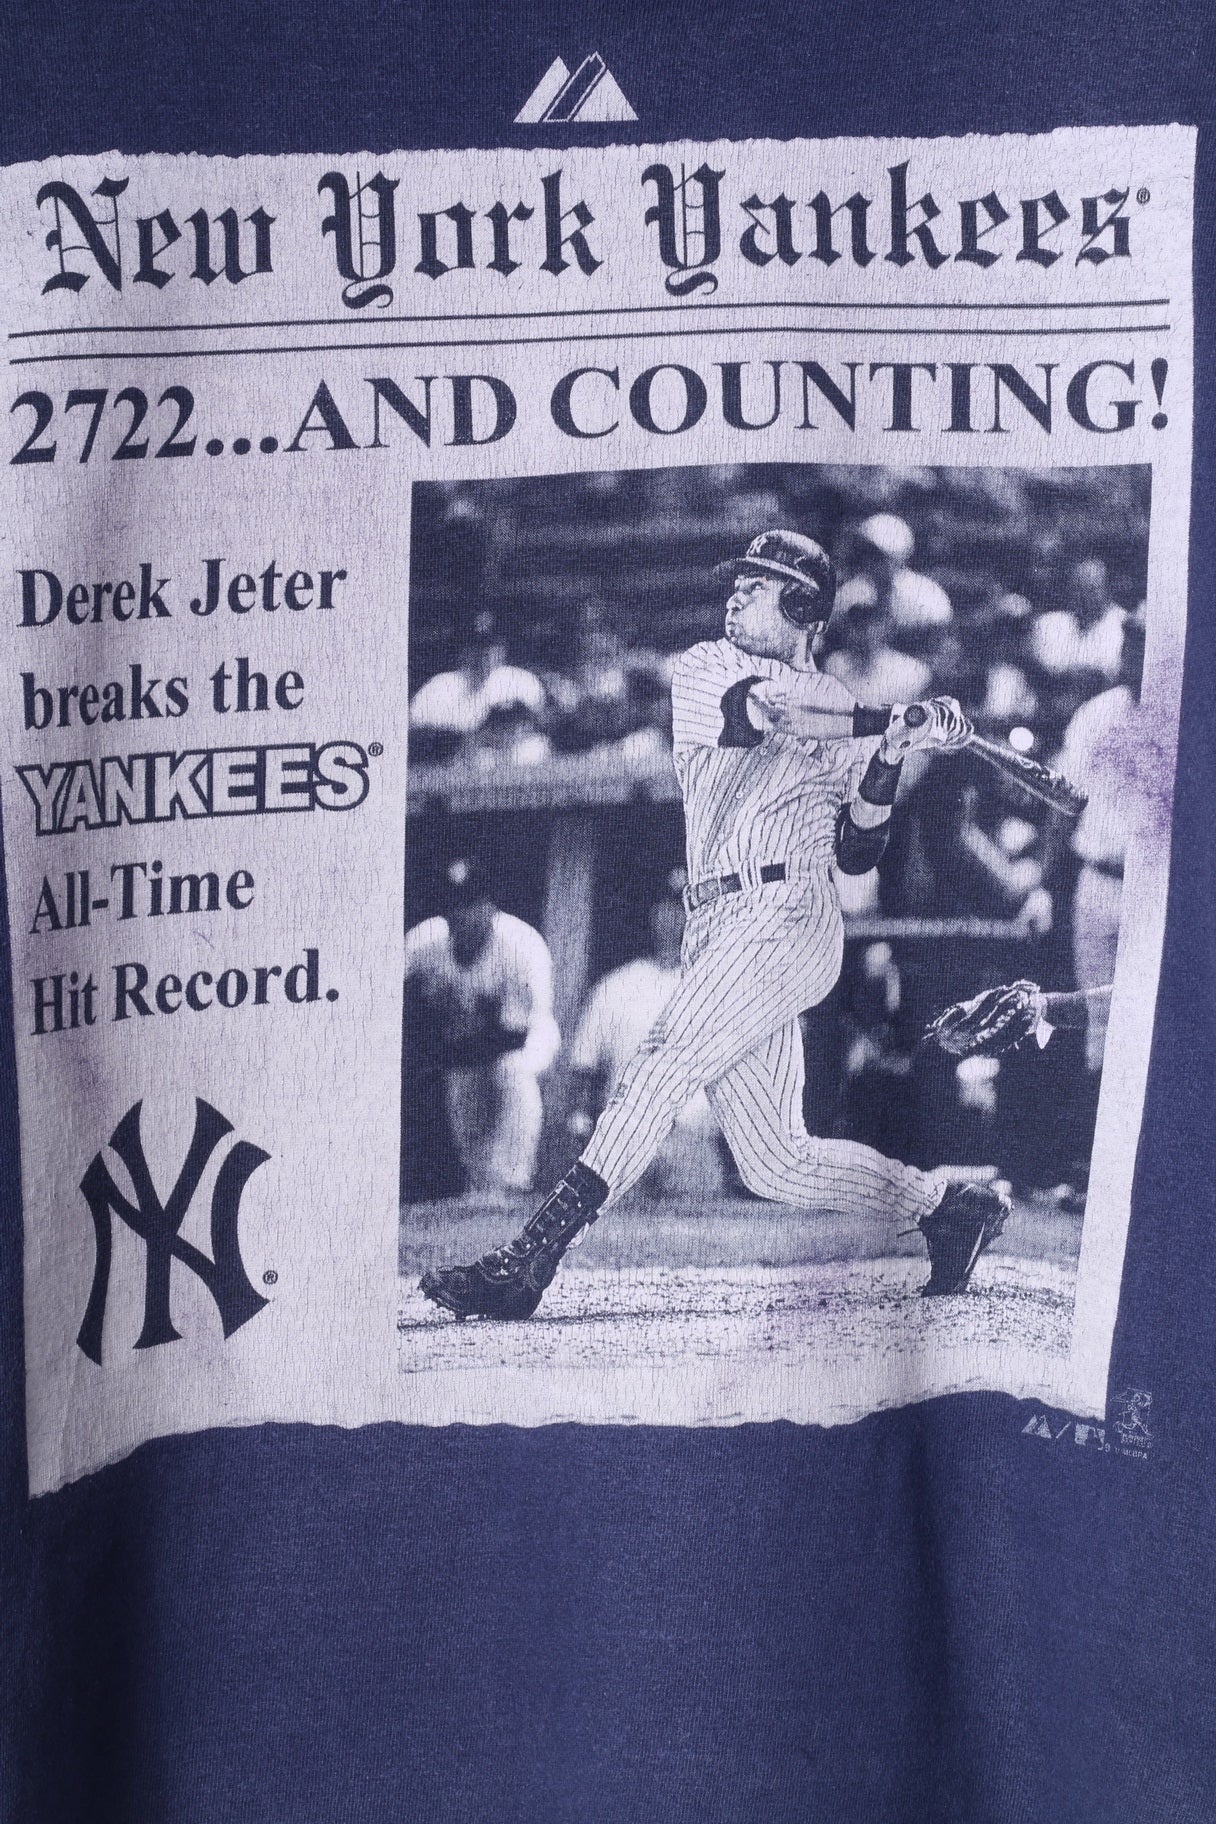 New York Yankees®
2722...AND COUNTING!
Derek Jeter
breaks the
YANKEES®
All-Time
Hit Record.
NY®